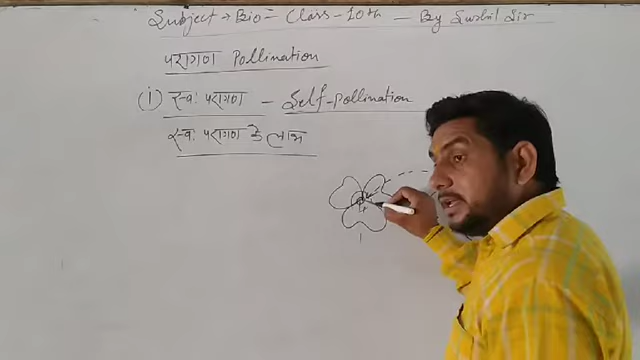 Subject → Bio = Class - 10th - By Sushil Sir
परागण Pollination
(i) स्वः परागण - Self-pollination
स्वः परागण के लाभ